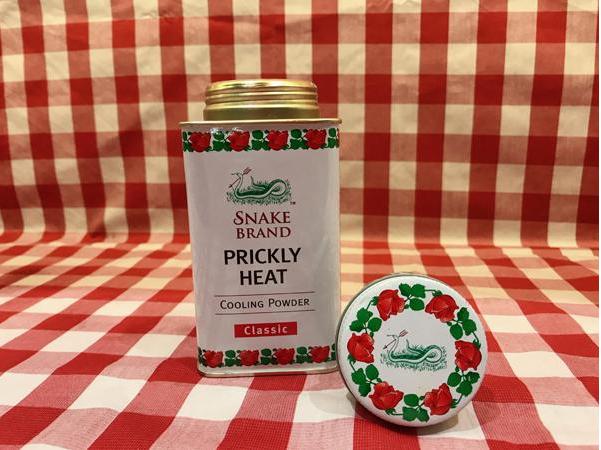 SNAKE
BRAND
PRICKLY
HEAT
COOLING POWDER
Classic